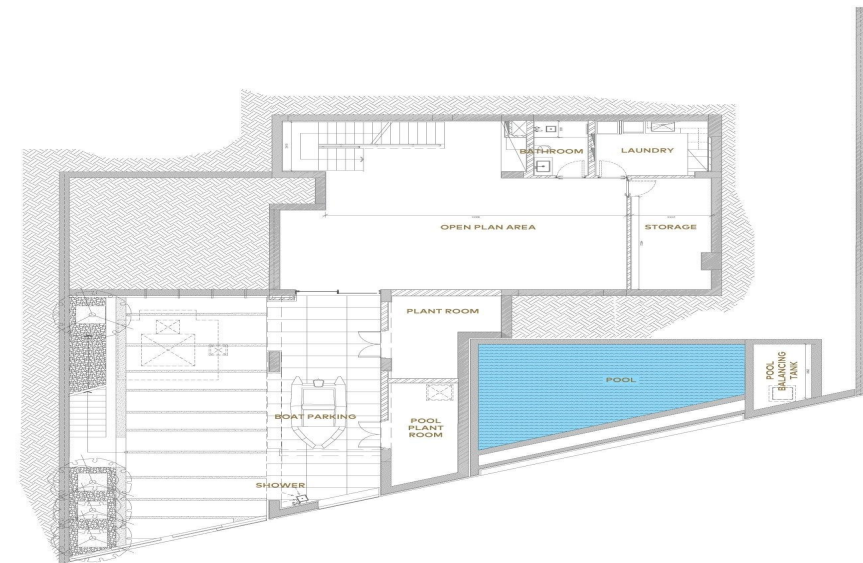 BATHROOM
LAUNDRY
OPEN PLAN AREA
STORAGE
PLANT ROOM
POOL
POOL
BALANCING
TANK
BOAT PARKING
POOL
PLANT
ROOM
SHOWER